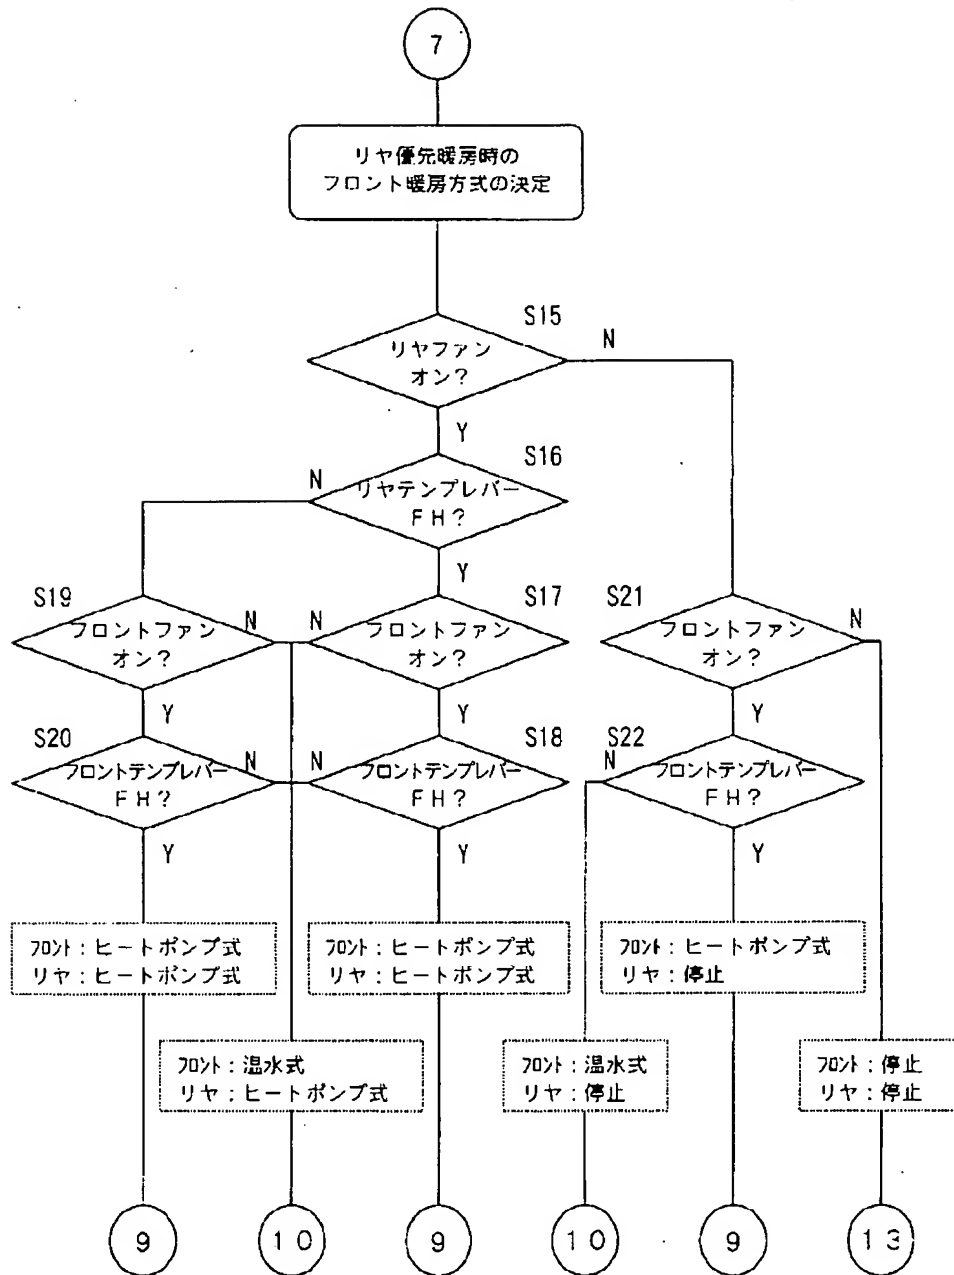 7
リヤ優先暖房時の
フロント暖房方式の決定
S15
リヤファン
オン?
N
Y
S16
N
リヤテンプレバー
FH?
Y
S19
フロントファン
オン?
N
Y
S17
N
フロントファン
オン?
Y
S21
フロントファン
オン?
N
Y
S20
フロントテンプレバー
FH?
N
Y
S18
N
フロントテンプレバー
FH?
Y
S22
N
フロントテンプレバー
FH?
Y
フロント:ヒートポンプ式
リヤ:ヒートポンプ式
フロント:ヒートポンプ式
リヤ:ヒートポンプ式
フロント:ヒートポンプ式
リヤ:停止
フロント:温水式
リヤ:ヒートポンプ式
フロント:温水式
リヤ:停止
フロント:停止
リヤ:停止
9
10
9
10
9
13